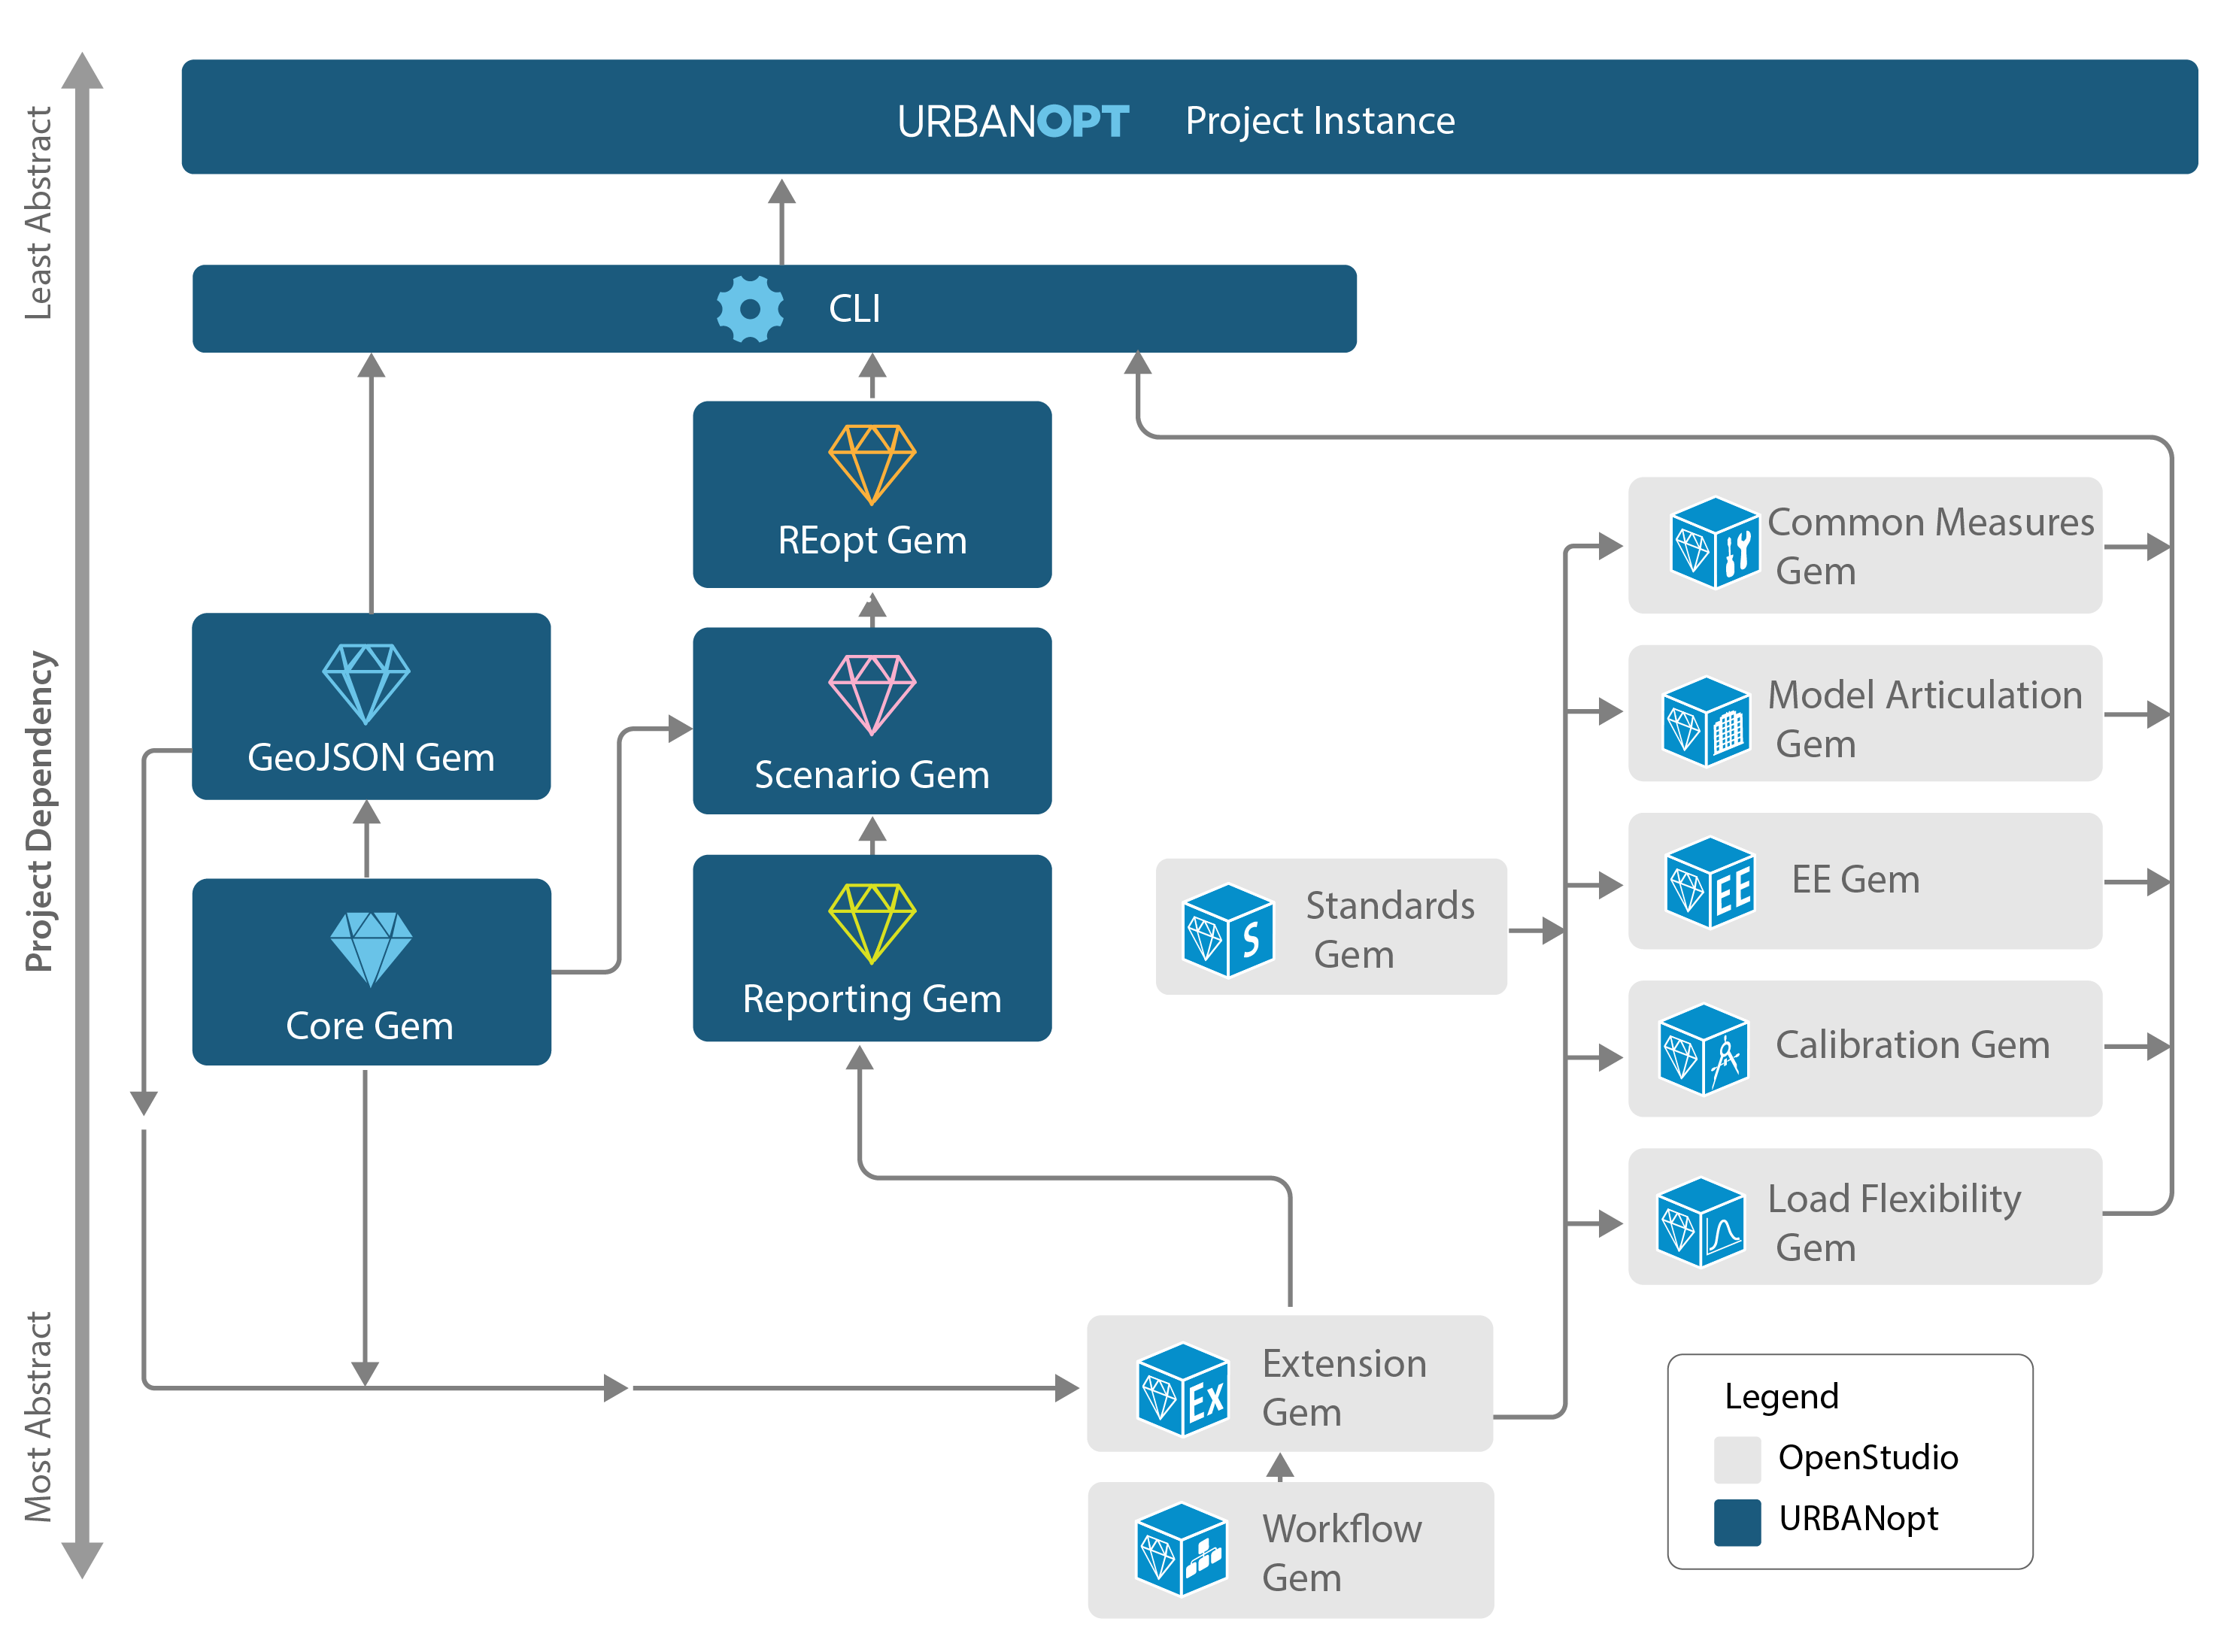 URBANOPT Project Instance
Least Abstract
CLI
REopt Gem
Common Measures
Gem
Model Articulation
Gem
GeoJSON Gem
Scenario Gem
Project Dependency
EE Gem
EE
Standards
Gem
S
Reporting Gem
Core Gem
Calibration Gem
Load Flexibility
Gem
Extension
Gem
Ex
Most Abstract
Workflow
Gem
Legend
OpenStudio
URBANopt